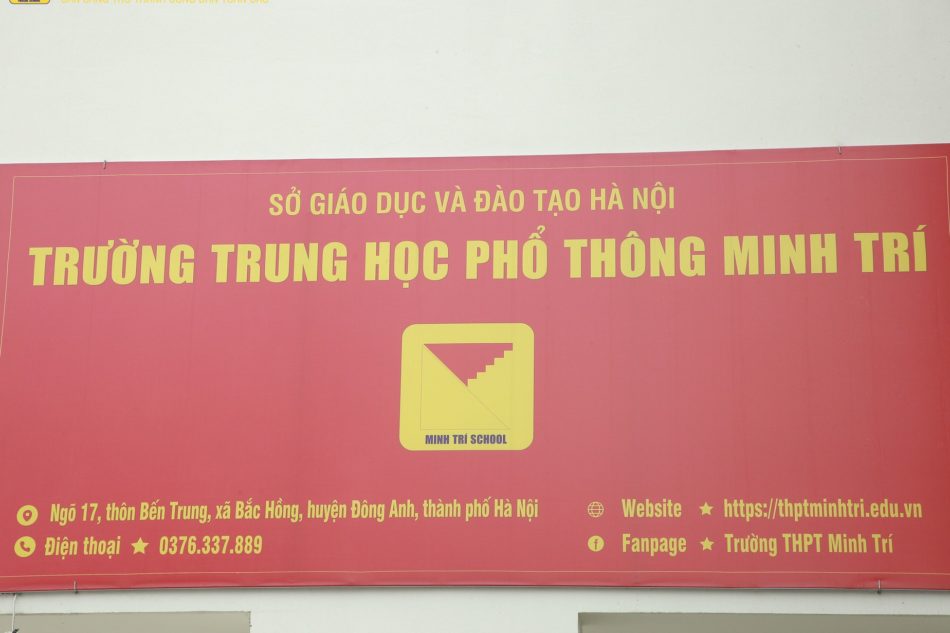 SỞ GIÁO DỤC VÀ ĐÀO TẠO HÀ NỘI
TRƯỜNG TRUNG HỌC PHỔ THÔNG MINH TRÍ
MINH TRÍ SCHOOL
Ngõ 17, thôn Bến Trung, xã Bắc Hồng, huyện Đông Anh, thành phố Hà Nội
Điện thoại ★ 0376.337.889
Website ★ https://thptminhtri.edu.vn
Fanpage ★ Trường THPT Minh Trí